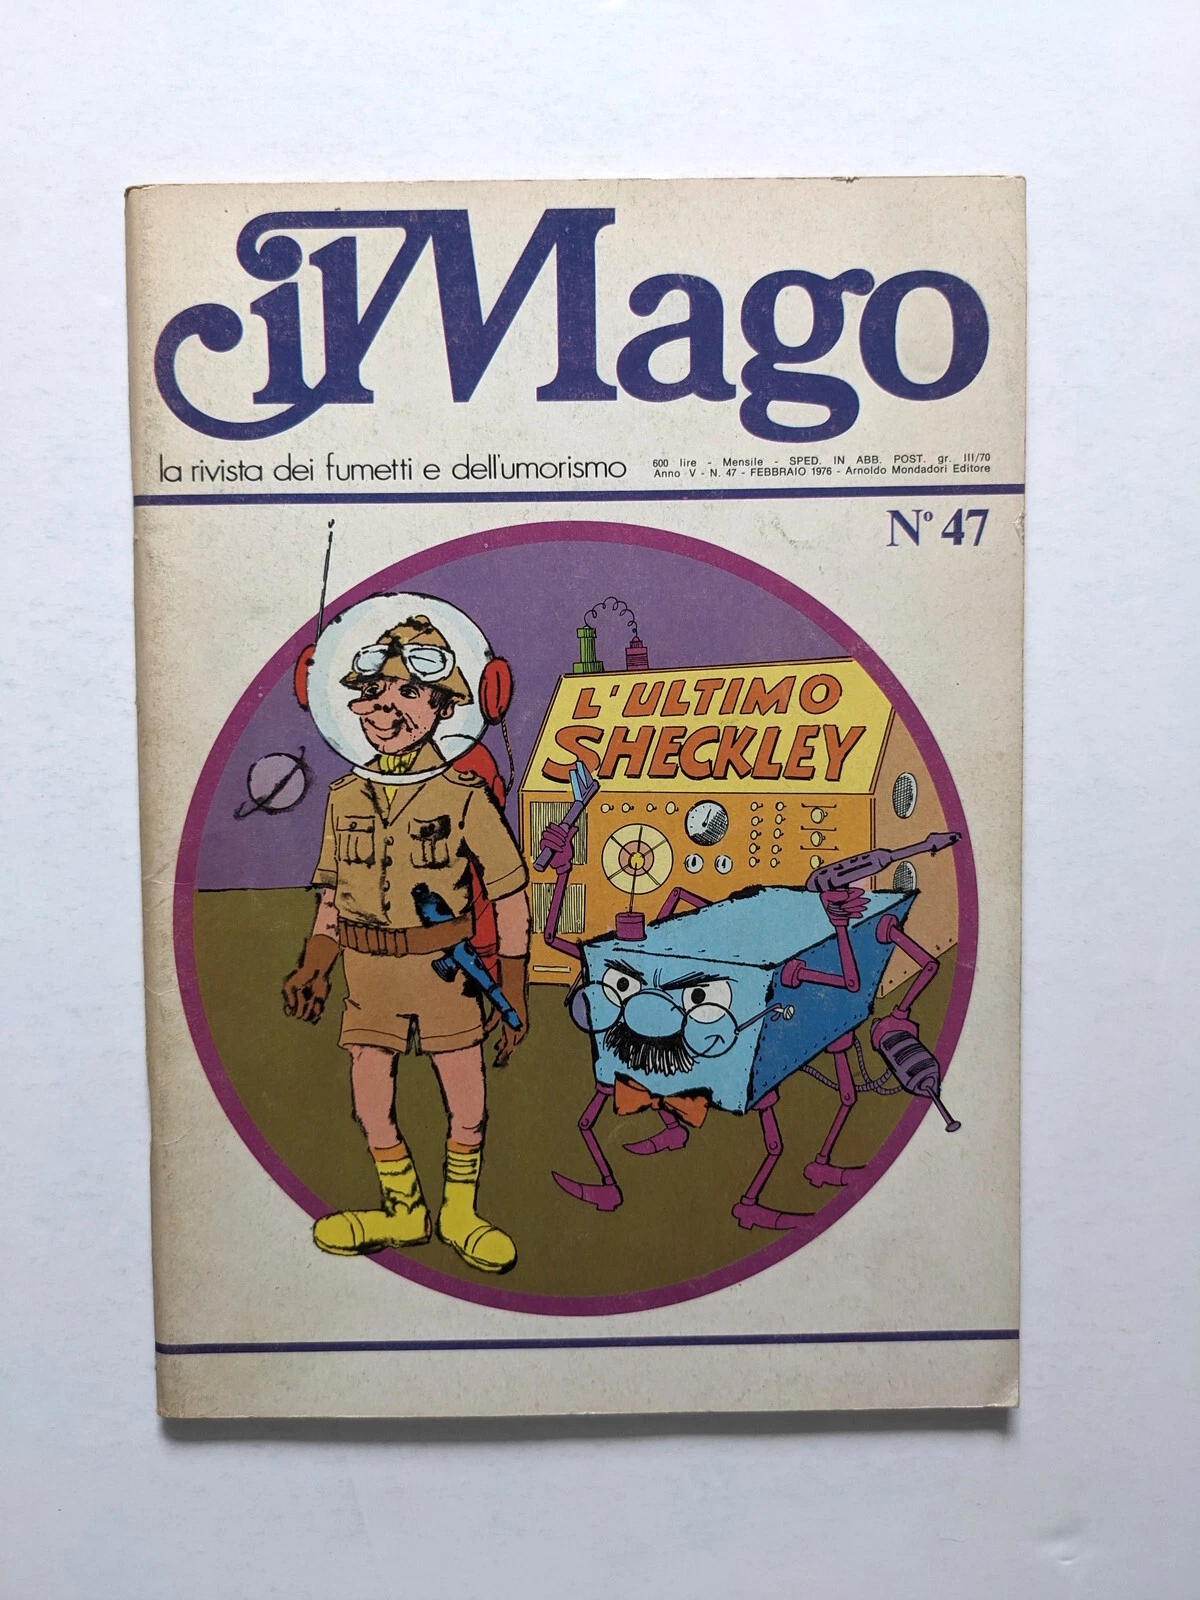 il Mago
la rivista dei fumetti e dell'umorismo
600 lire - Mensile - SPED. IN ABB. POST. gr. III/70
Anno V - N. 47 - FEBBRAIO 1976 - Arnoldo Mondadori Editore
N° 47
L'ULTIMO
SHECKLEY